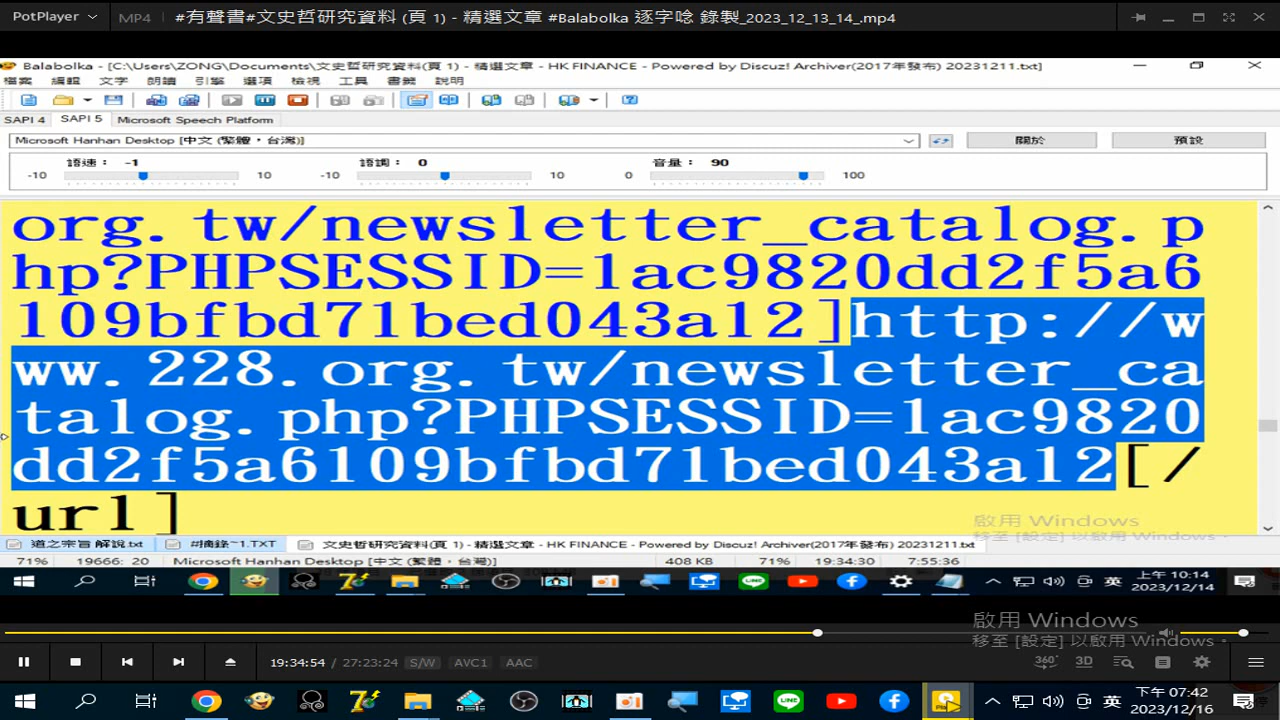 PotPlayer MP4 #有聲書#文史哲研究資料 (頁 1) - 精選文章 #Balabolka 逐字唸 錄製_2023_12_13_14_.mp4
Balabolka - [C:\Users\ZONG\Documents\文史哲研究資料(頁 1) - 精選文章 - HK FINANCE - Powered by Discuz! Archiver(2017年發布) 20231211.txt]
檔案 編輯 文字 朗讀 引擎 選項 檢視 工具 書籤 說明
SAPI 4 SAPI 5 Microsoft Speech Platform
Microsoft Hanhan Desktop [中文 (繁體，台灣)] 關於 預設
語速： -1 語調： 0 音量： 90
-10 10 -10 10 0 100
org.tw/newsletter_catalog.p
hp?PHPSESSID=1ac9820dd2f5a6
109bfbd71bed043a12]http://w
ww.228.org.tw/newsletter_ca
talog.php?PHPSESSID=1ac9820
dd2f5a6109bfbd71bed043a12[/
url]
啟用 Windows
移至 [設定] 以啟用 Windows。
道之宗旨 解說.txt #摘錄~1.TXT 文史哲研究資料(頁 1) - 精選文章 - HK FINANCE - Powered by Discuz! Archiver(2017年發布) 20231211.txt
71% 19666: 20 Microsoft Hanhan Desktop [中文 (繁體，台灣)] 408 KB 71% 19:34:30 7:55:36
英 上午 10:14
2023/12/14
啟用 Windows
移至 [設定] 以啟用 Windows。
19:34:54 / 27:23:24 S/W AVC1 AAC 360° 3D
英 下午 07:42
2023/12/16